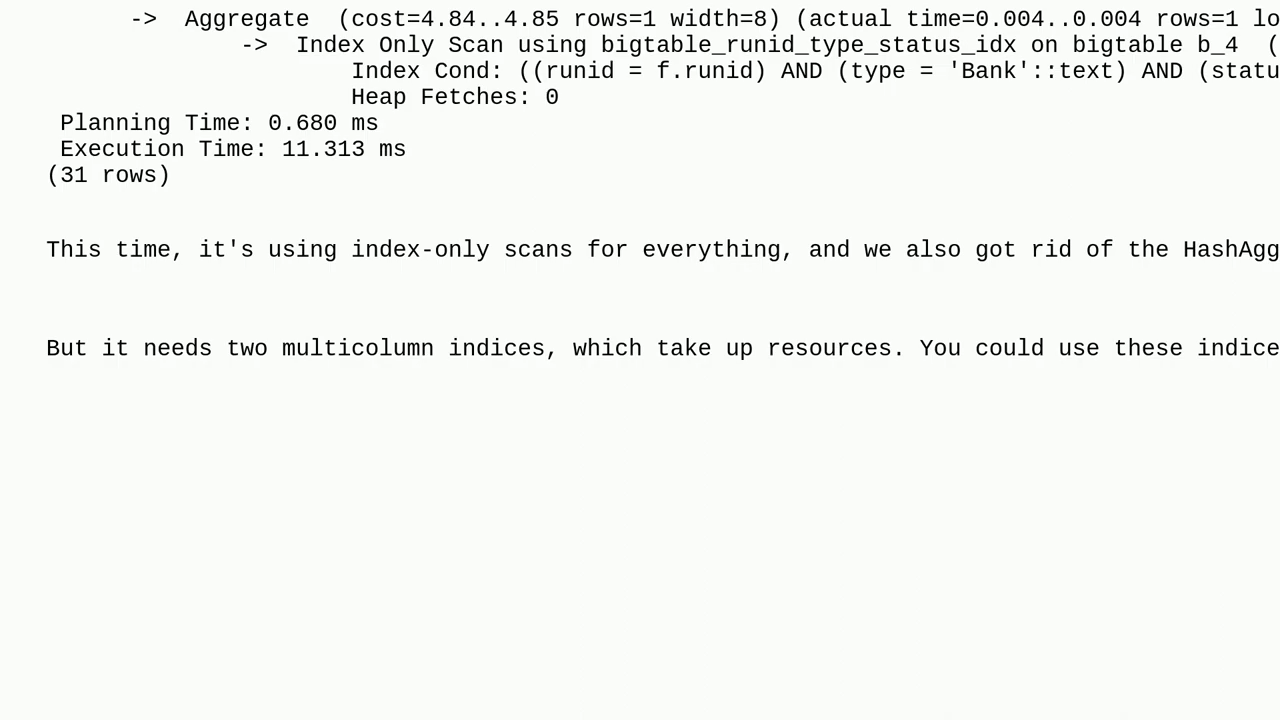 ->  Aggregate  (cost=4.84..4.85 rows=1 width=8) (actual time=0.004..0.004 rows=1 lo
->  Index Only Scan using bigtable_runid_type_status_idx on bigtable b_4  (
Index Cond: ((runid = f.runid) AND (type = 'Bank'::text) AND (statu
Heap Fetches: 0
Planning Time: 0.680 ms
Execution Time: 11.313 ms
(31 rows)
This time, it's using index-only scans for everything, and we also got rid of the HashAgg
But it needs two multicolumn indices, which take up resources. You could use these indice